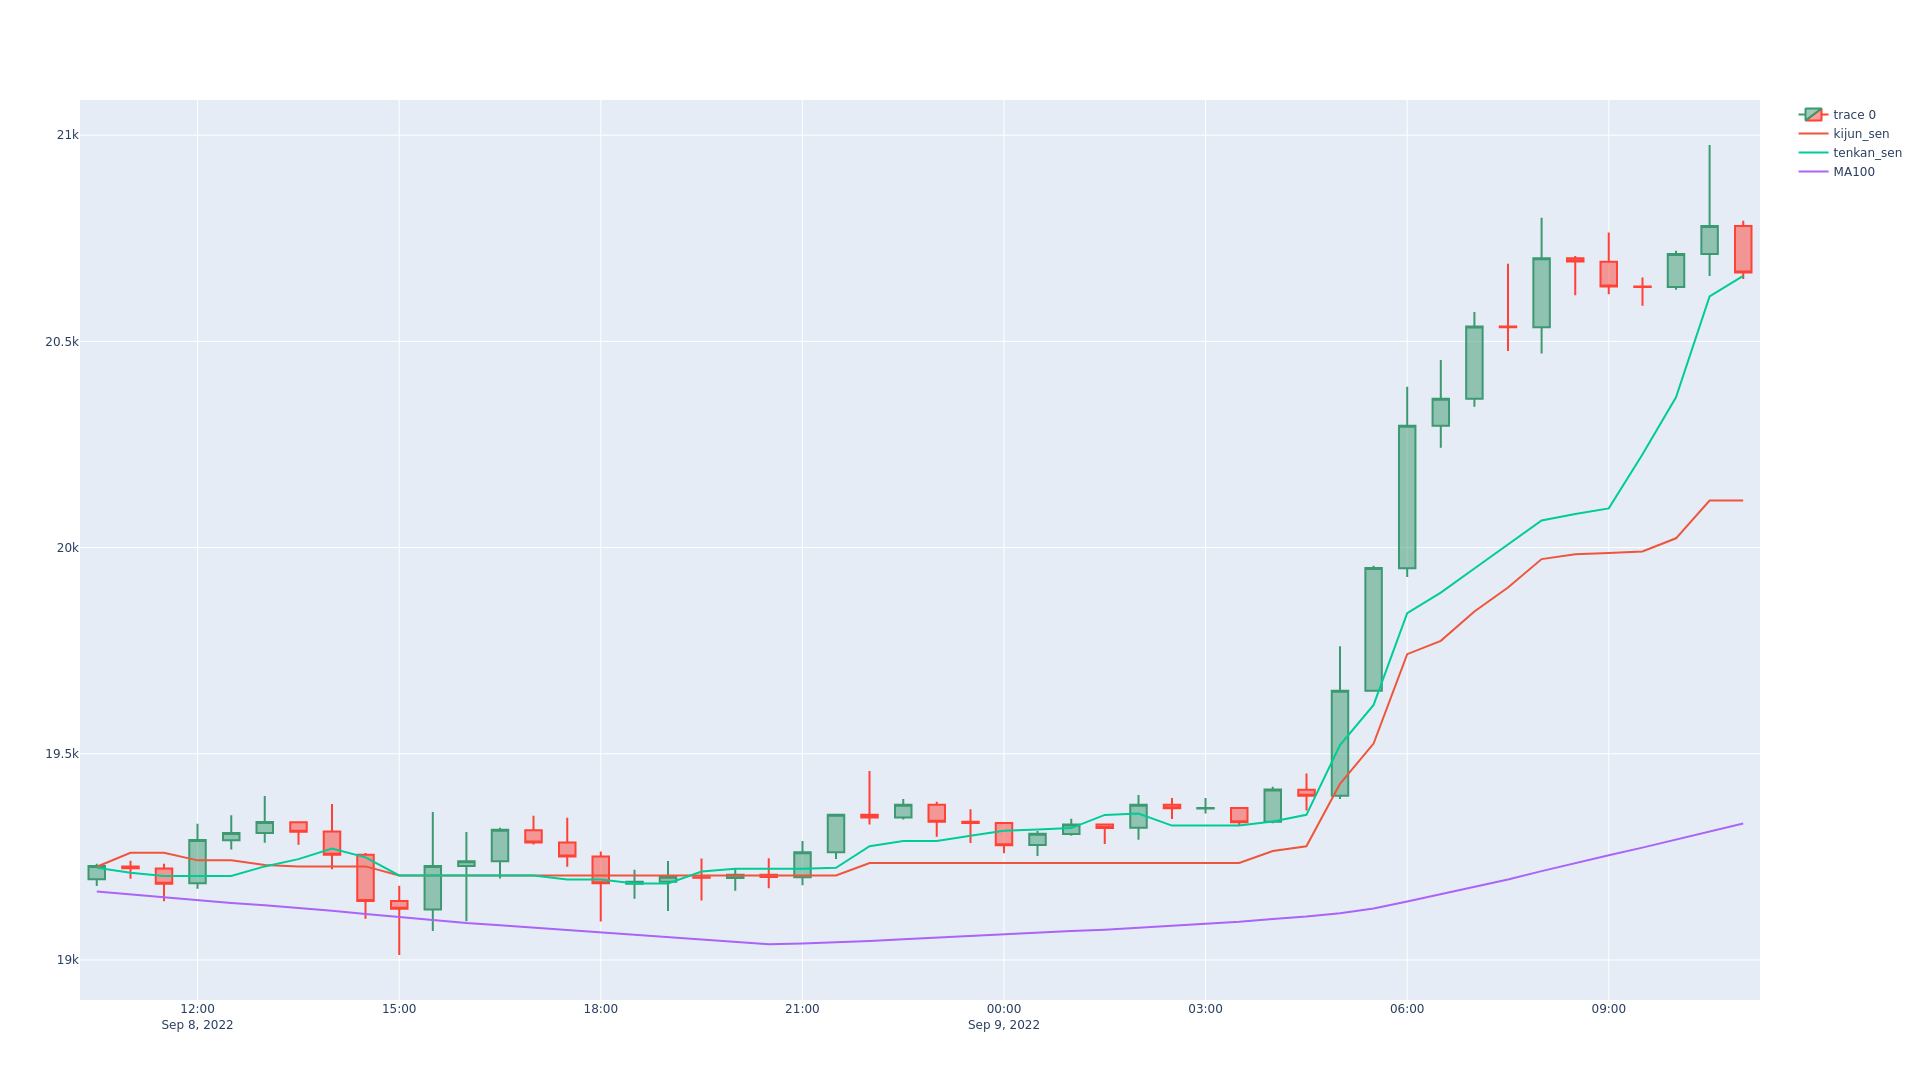 21k
20.5k
20k
19.5k
19k
12:00
Sep 8, 2022
15:00
18:00
21:00
00:00
Sep 9, 2022
03:00
06:00
09:00
trace 0
kijun_sen
tenkan_sen
MA100